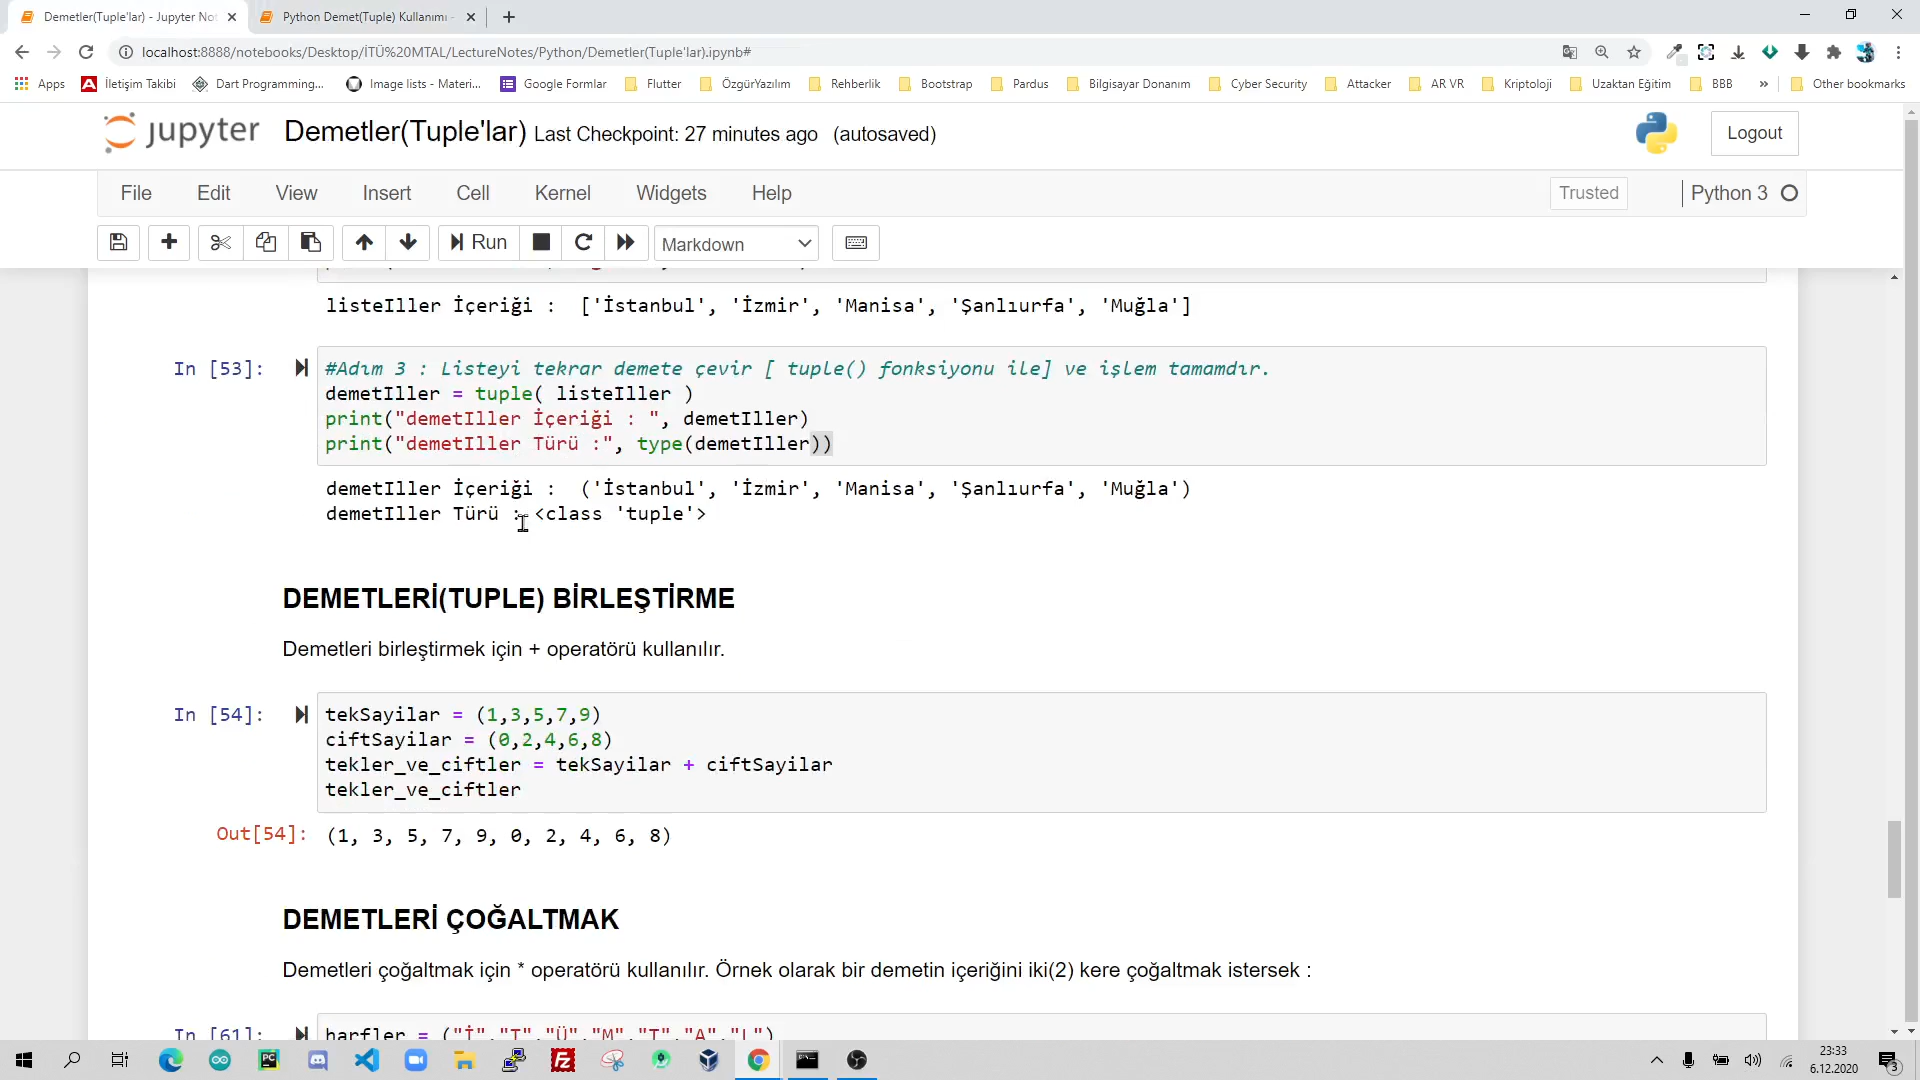 Demetler(Tuple'lar) - Jupyter Not
Python Demet(Tuple) Kullanımı -
localhost:8888/notebooks/Desktop/İTÜ%20MTAL/LectureNotes/Python/Demetler(Tuple'lar).ipynb#
Apps İletişim Takibi Dart Programming... Image lists - Materi... Google Formlar Flutter ÖzgürYazılım Rehberlik Bootstrap Pardus Bilgisayar Donanım Cyber Security Attacker AR VR Kriptoloji Uzaktan Eğitim BBB » Other bookmarks
jupyter Demetler(Tuple'lar) Last Checkpoint: 27 minutes ago (autosaved) Logout
File Edit View Insert Cell Kernel Widgets Help Trusted Python 3
Run Markdown
listeIller İçeriği :  ['İstanbul', 'İzmir', 'Manisa', 'Şanlıurfa', 'Muğla']
In [53]: #Adım 3 : Listeyi tekrar demete çevir [ tuple() fonksiyonu ile] ve işlem tamamdır.
demetIller = tuple( listeIller )
print("demetIller İçeriği : ", demetIller)
print("demetIller Türü :", type(demetIller))
demetIller İçeriği :  ('İstanbul', 'İzmir', 'Manisa', 'Şanlıurfa', 'Muğla')
demetIller Türü : <class 'tuple'>
DEMETLERİ(TUPLE) BİRLEŞTİRME
Demetleri birleştirmek için + operatörü kullanılır.
In [54]: tekSayilar = (1,3,5,7,9)
ciftSayilar = (0,2,4,6,8)
tekler_ve_ciftler = tekSayilar + ciftSayilar
tekler_ve_ciftler
Out[54]: (1, 3, 5, 7, 9, 0, 2, 4, 6, 8)
DEMETLERİ ÇOĞALTMAK
Demetleri çoğaltmak için * operatörü kullanılır. Örnek olarak bir demetin içeriğini iki(2) kere çoğaltmak istersek :
In [61]: harfler = ("İ","T","Ü","M","T","A","L")
23:33
6.12.2020
3